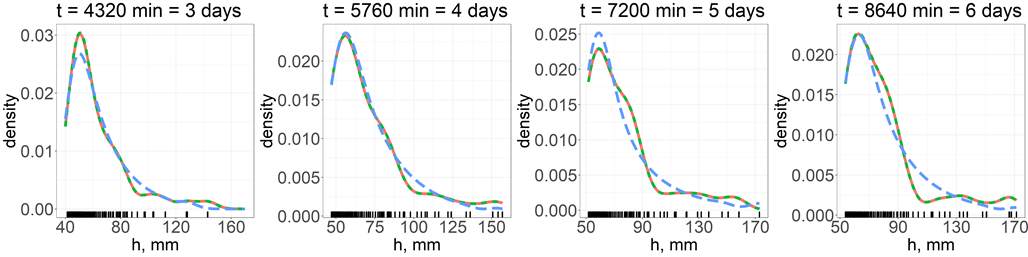 t = 4320 min = 3 days
density
0.03
0.02
0.01
0.00
40 80 120 160
h, mm
t = 5760 min = 4 days
density
0.020
0.015
0.010
0.005
0.000
50 75 100 125 150
h, mm
t = 7200 min = 5 days
density
0.025
0.020
0.015
0.010
0.005
0.000
50 90 130 170
h, mm
t = 8640 min = 6 days
density
0.020
0.015
0.010
0.005
0.000
50 90 130 170
h, mm